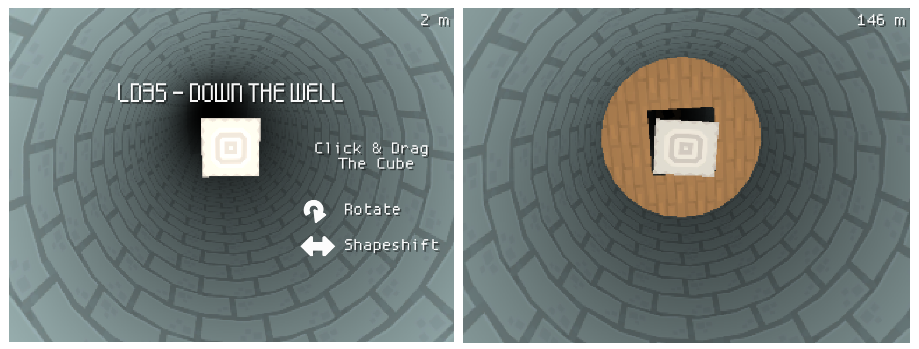 2 m
LD35 - DOWN THE WELL
Click & Drag
The Cube
Rotate
Shapeshift
146 m